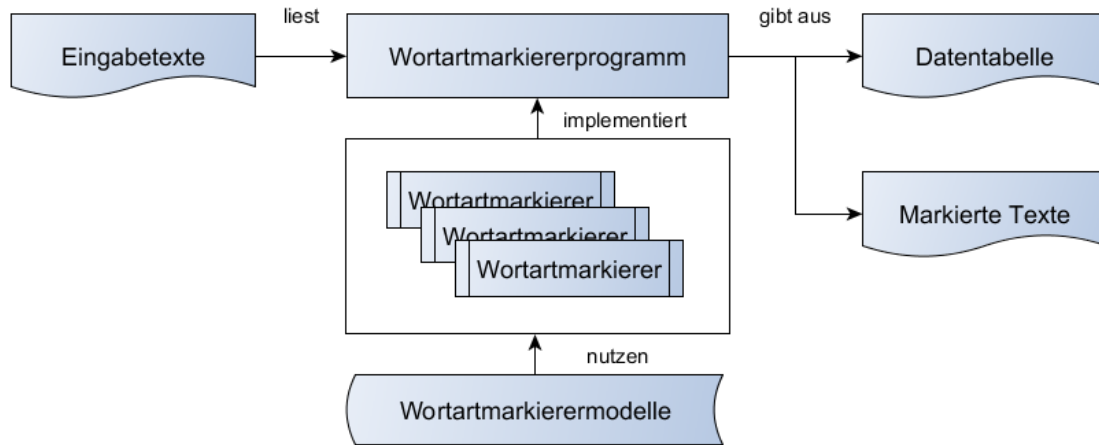 liest
gibt aus
Eingabetexte
Wortartmarkiererprogramm
Datentabelle
implementiert
Wortartmarkierer
Wortartmarkierer
Wortartmarkierer
Markierte Texte
nutzen
Wortartmarkierermodelle